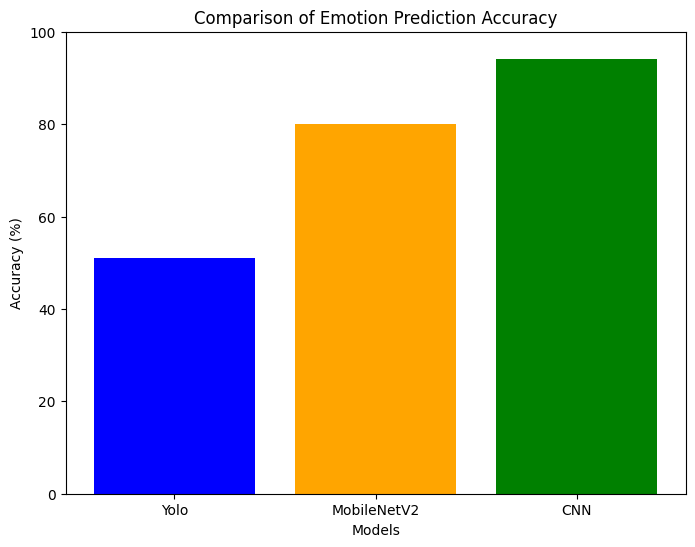 Comparison of Emotion Prediction Accuracy
Accuracy (%)
100
80
60
40
20
0
Yolo
MobileNetV2
CNN
Models